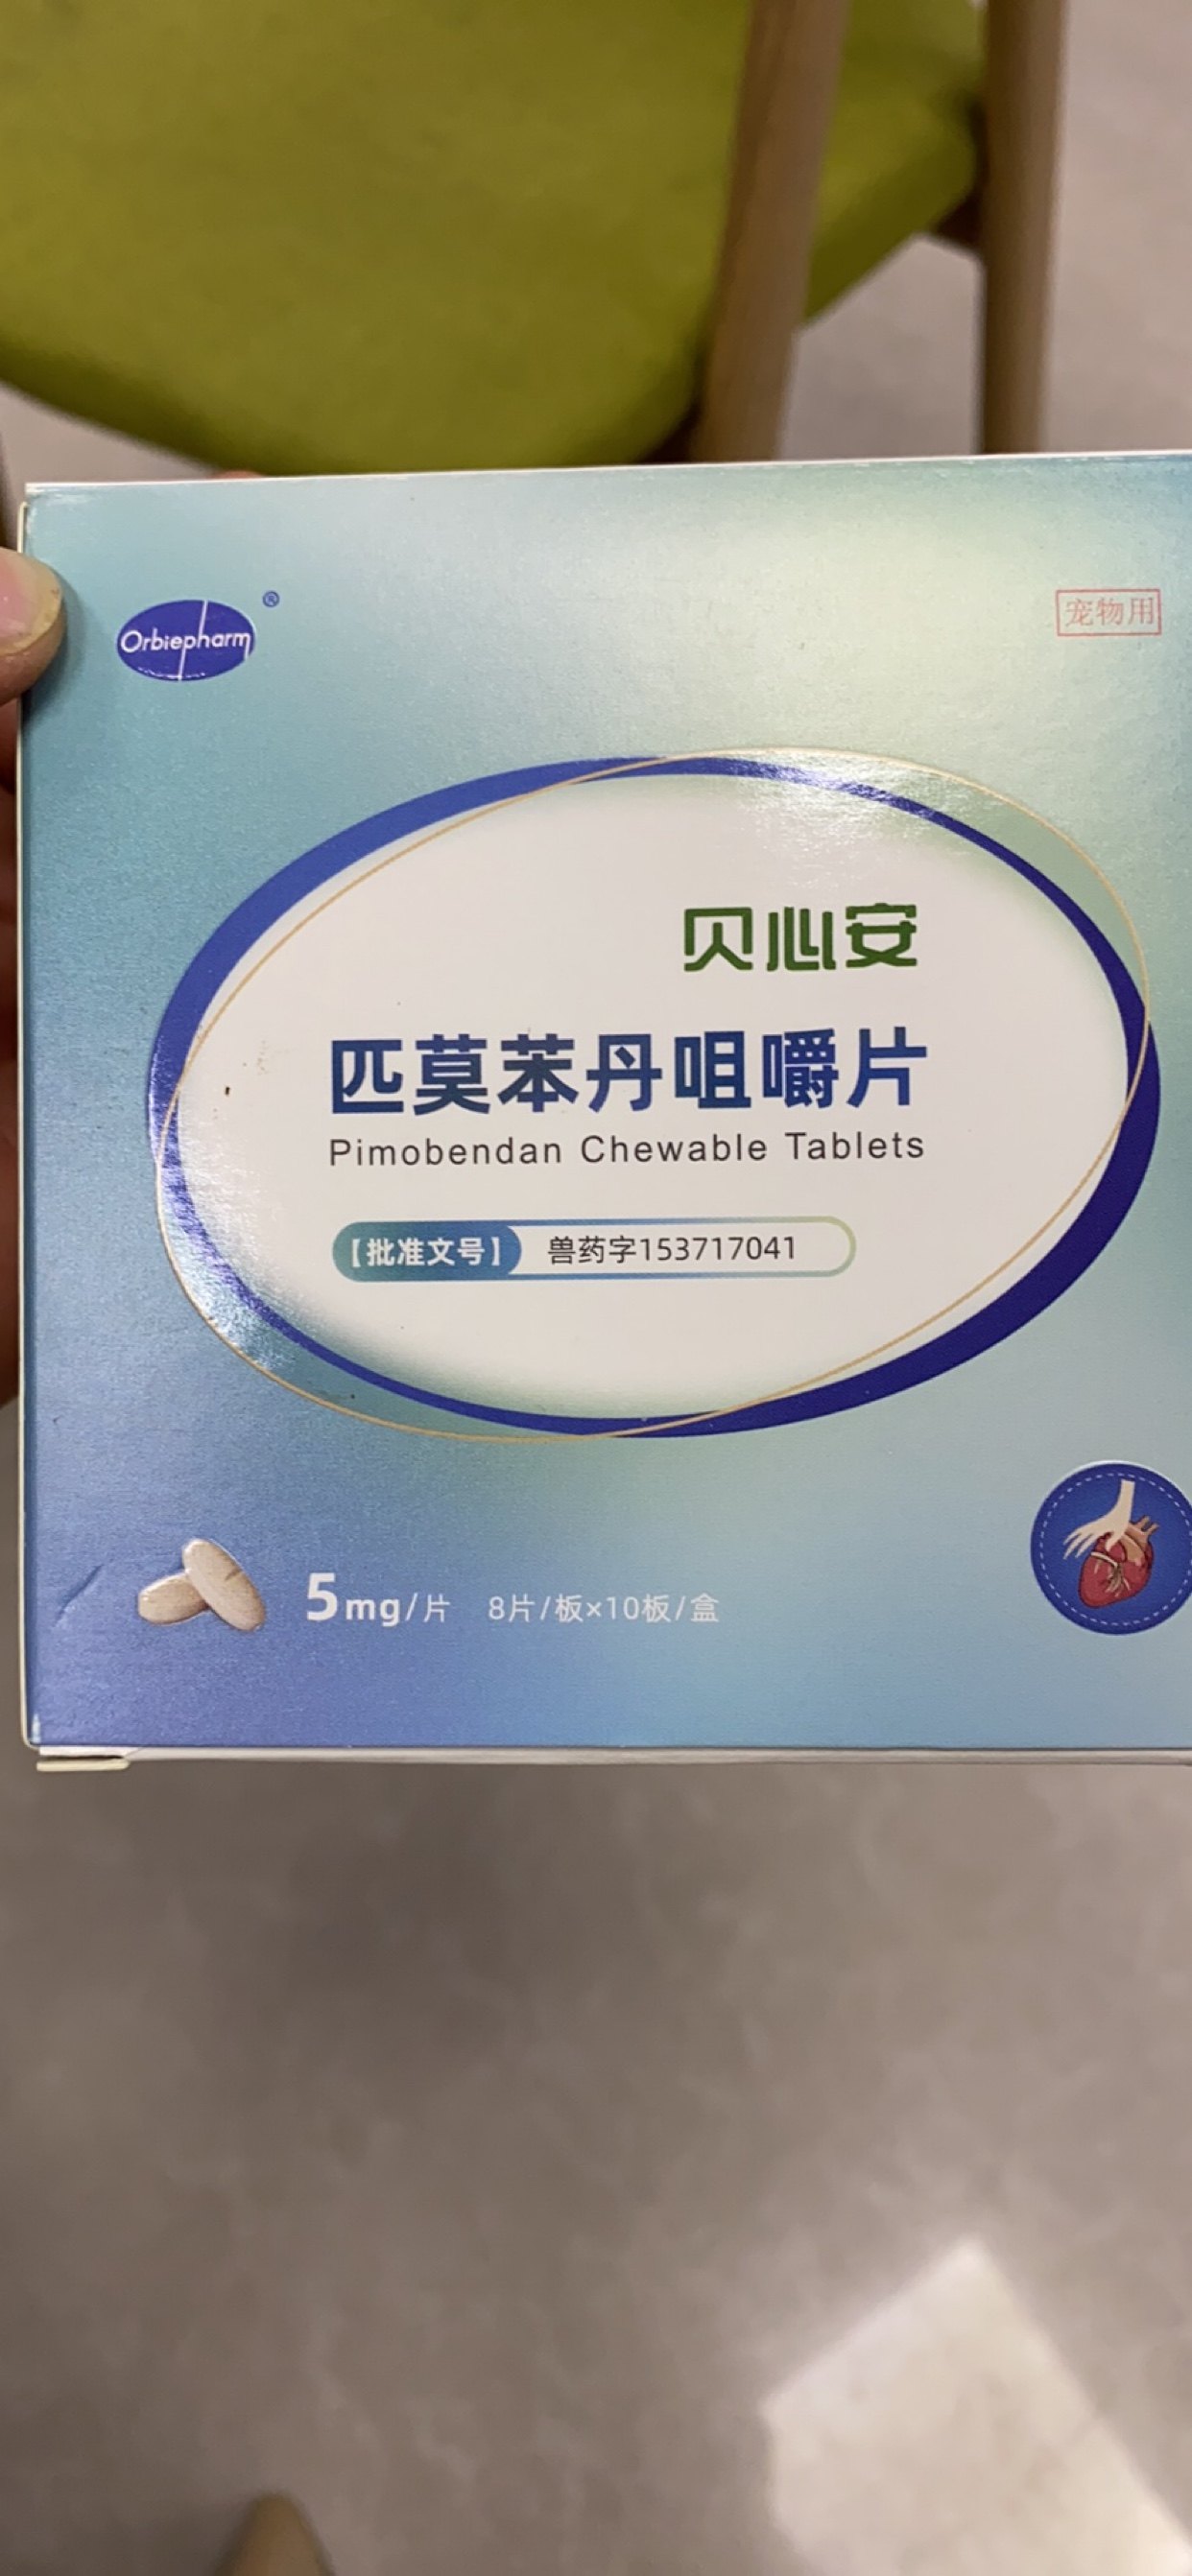 Orbiepharm®
宠物用
贝心安
匹莫苯丹咀嚼片
Pimobendan Chewable Tablets
【批准文号】 兽药字153717041
5mg/片 8片/板×10板/盒